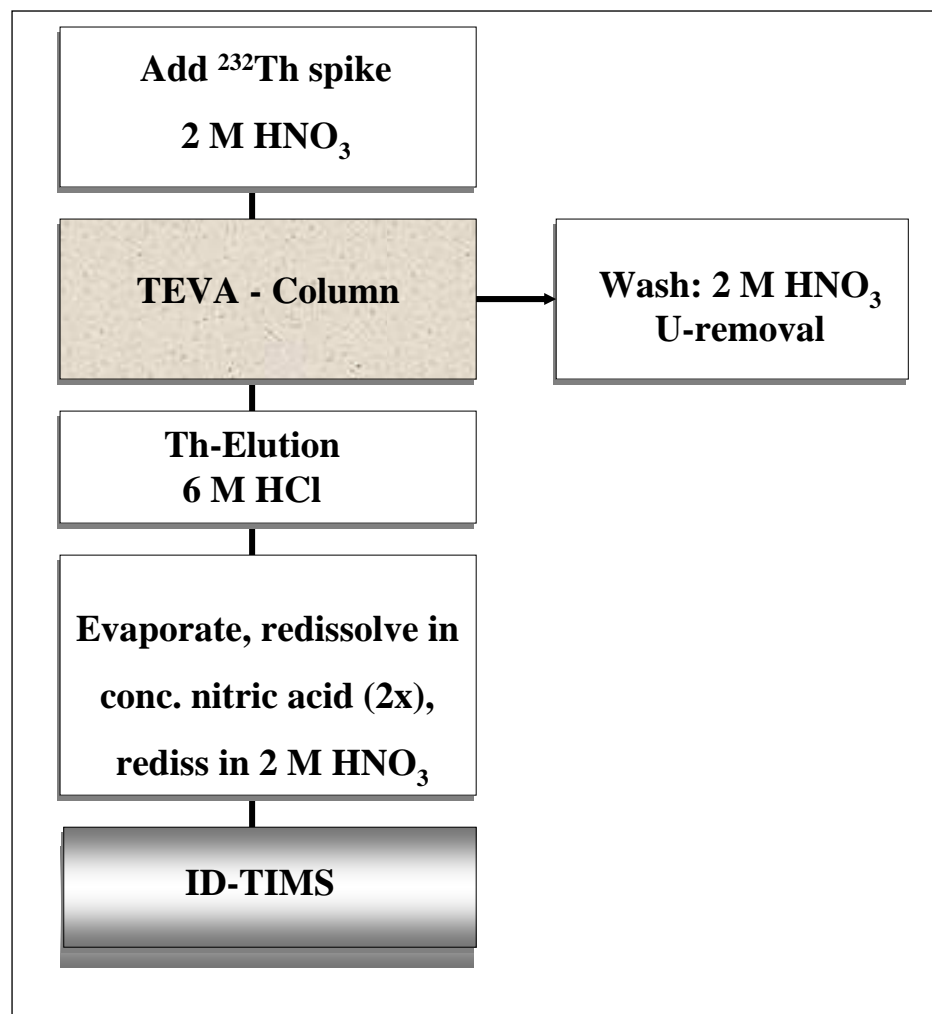 Add ²³²Th spike
2 M HNO₃
TEVA - Column
Wash: 2 M HNO₃
U-removal
Th-Elution
6 M HCl
Evaporate, redissolve in
conc. nitric acid (2x),
rediss in 2 M HNO₃
ID-TIMS